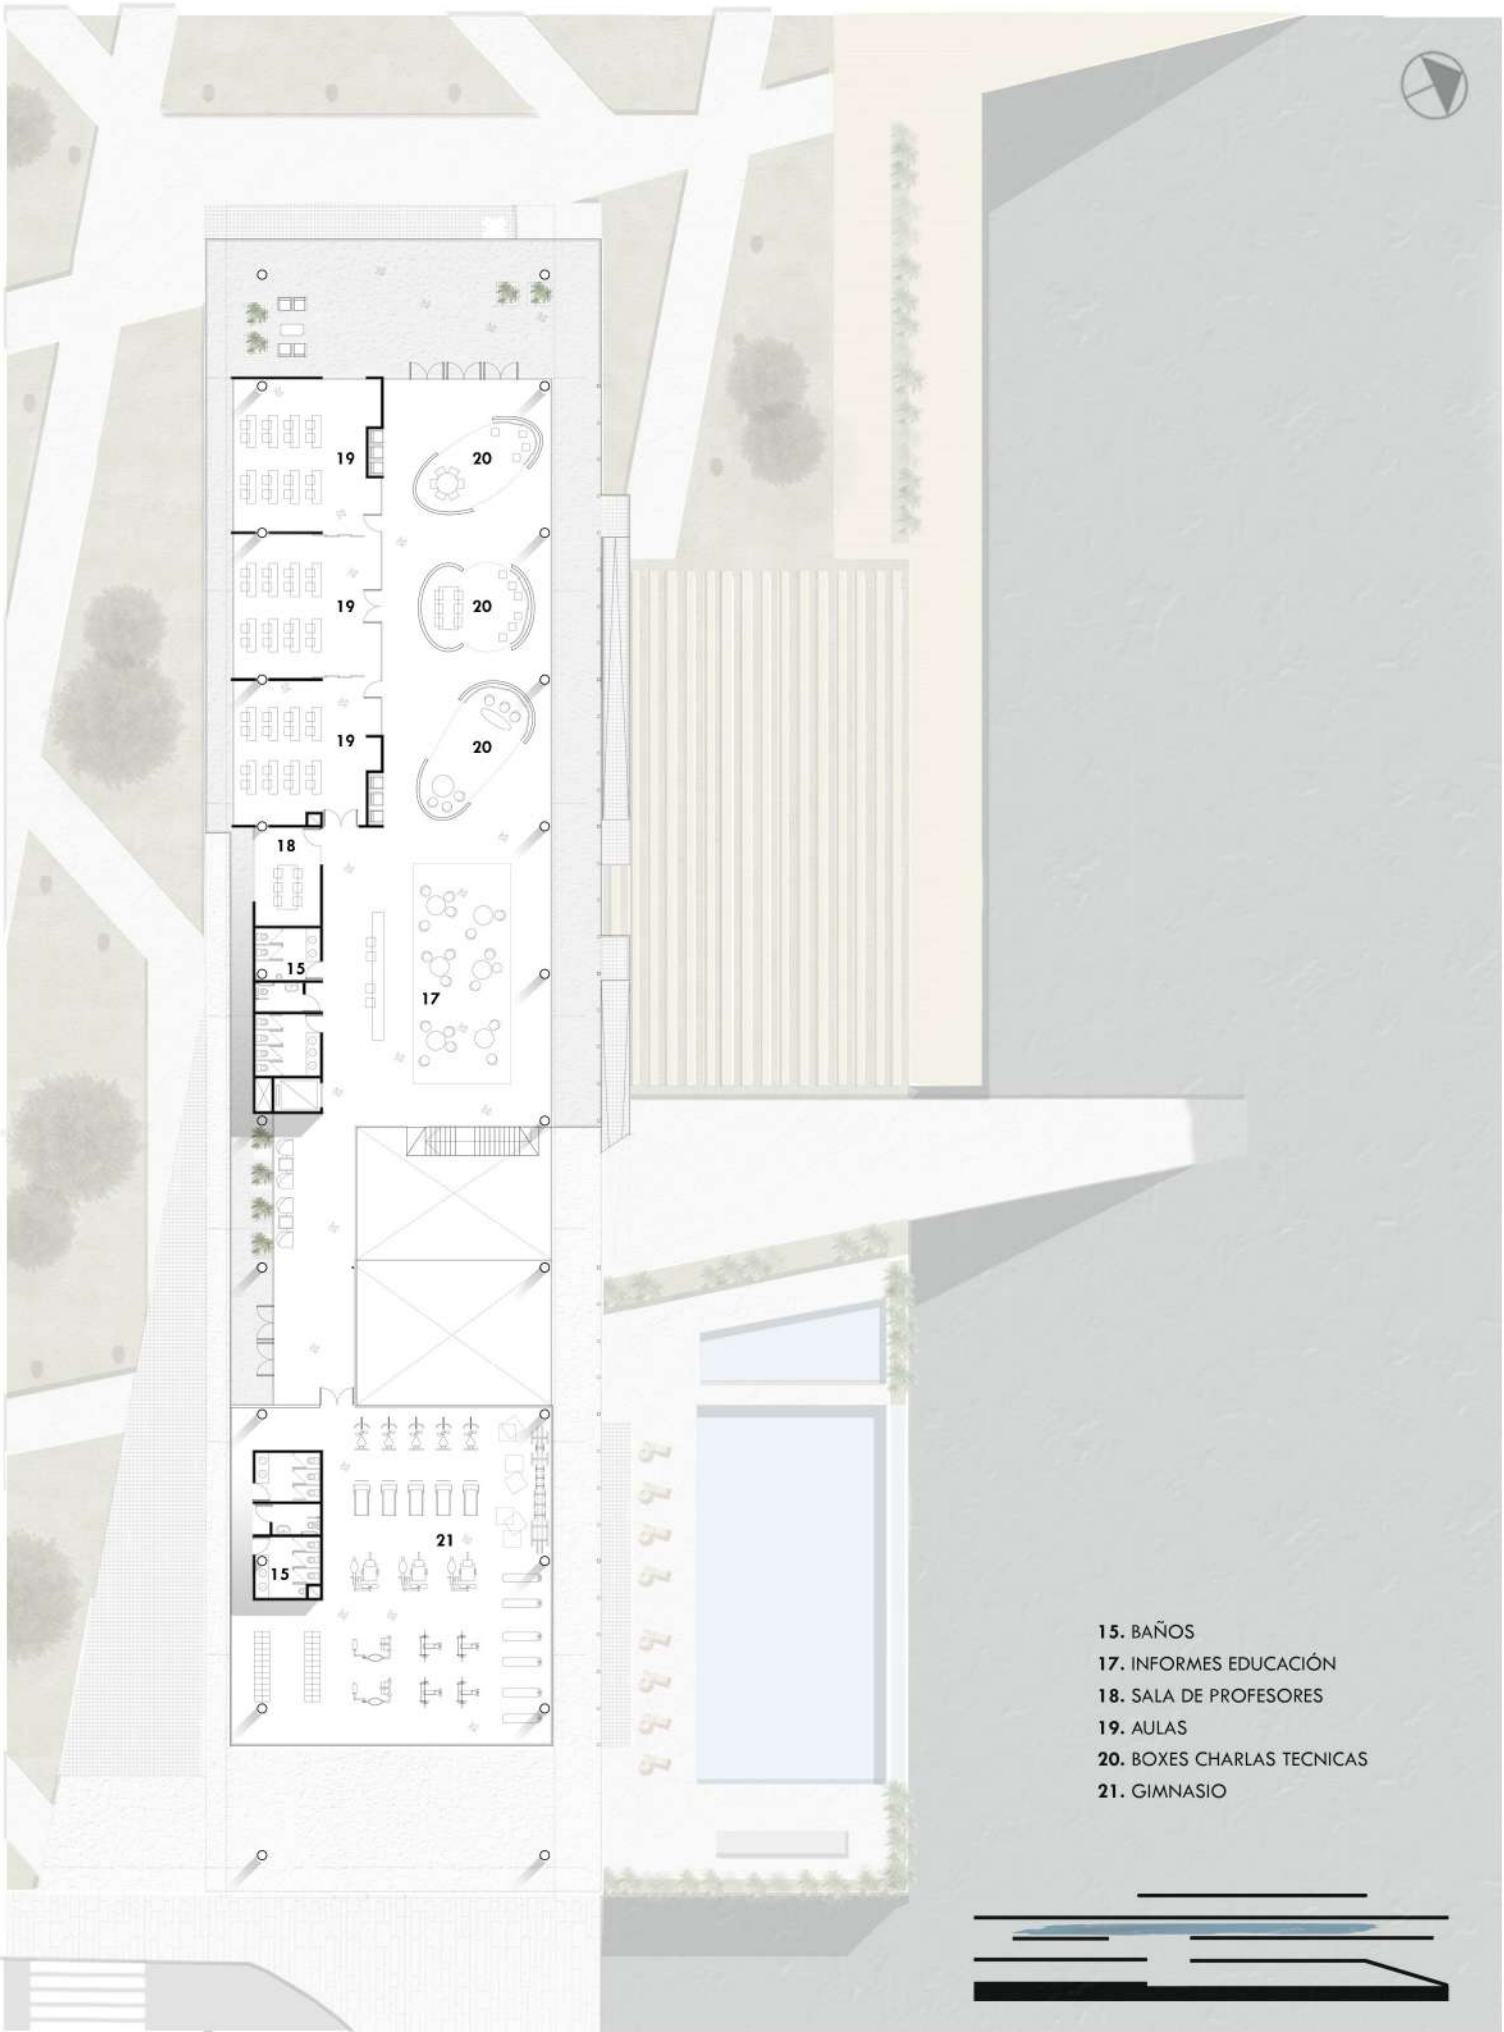 19
20
19
20
19
20
18
15
17
21
15
15. BAÑOS
17. INFORMES EDUCACIÓN
18. SALA DE PROFESORES
19. AULAS
20. BOXES CHARLAS TECNICAS
21. GIMNASIO